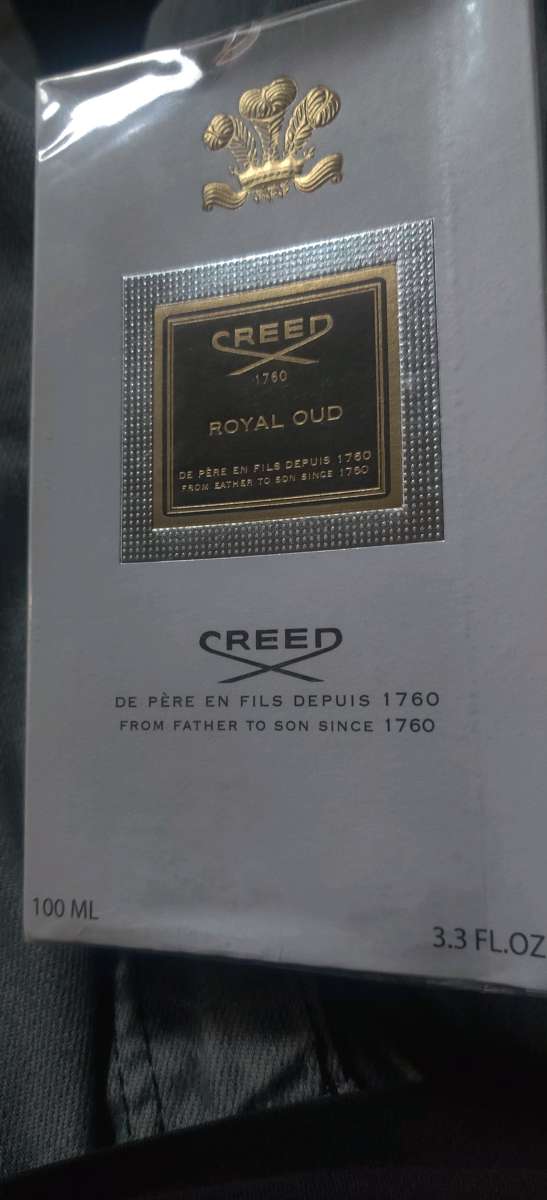 CREED
1760
ROYAL OUD
DE PÈRE EN FILS DEPUIS 1760
FROM FATHER TO SON SINCE 1760
CREED
DE PÈRE EN FILS DEPUIS 1760
FROM FATHER TO SON SINCE 1760
100 ML
3.3 FL.OZ